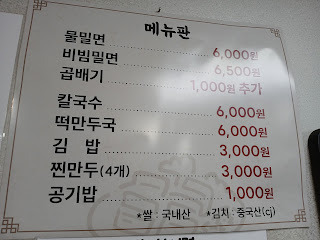 메뉴판
물밀면 6,000원
비빔밀면 6,500원
곱배기 1,000원 추가
칼국수 6,000원
떡만두국 6,000원
김 밥 3,000원
찐만두(4개) 3,000원
공기밥 1,000원
*쌀 : 국내산 *김치 : 중국산(cj)